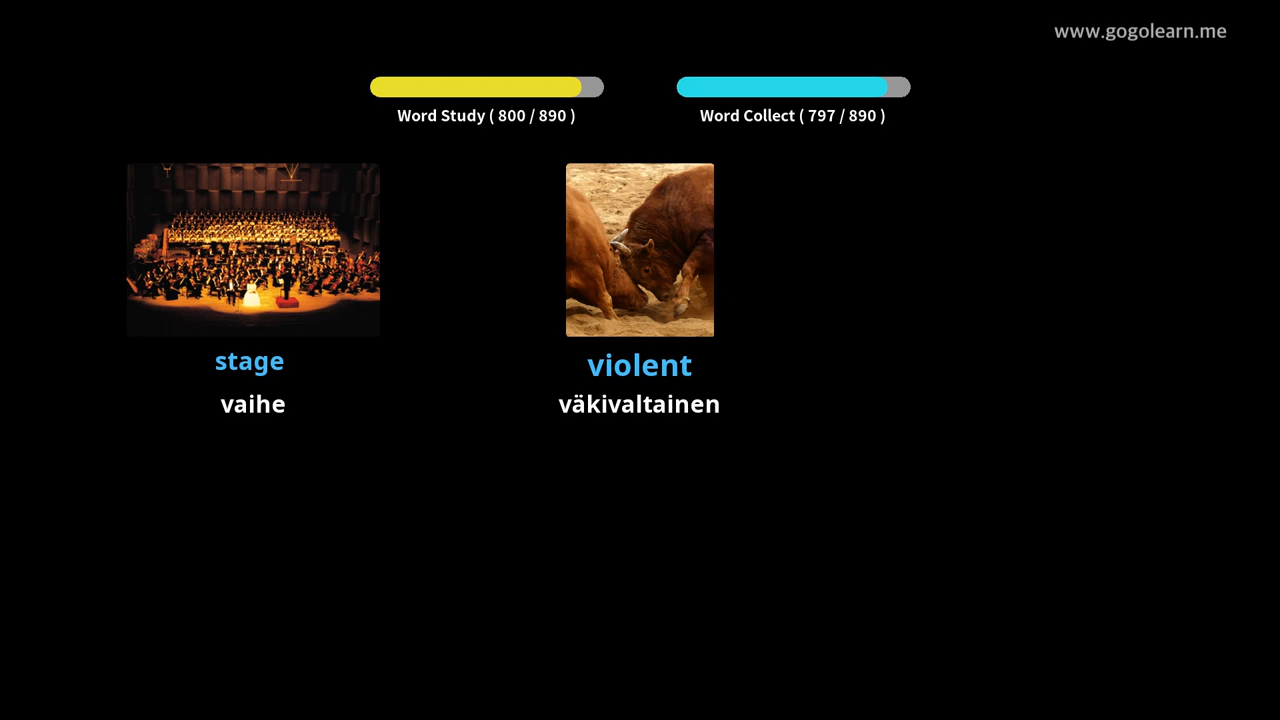 www.gogolearn.me
Word Study ( 800 / 890 )
Word Collect ( 797 / 890 )
stage
violent
vaihe
väkivaltainen